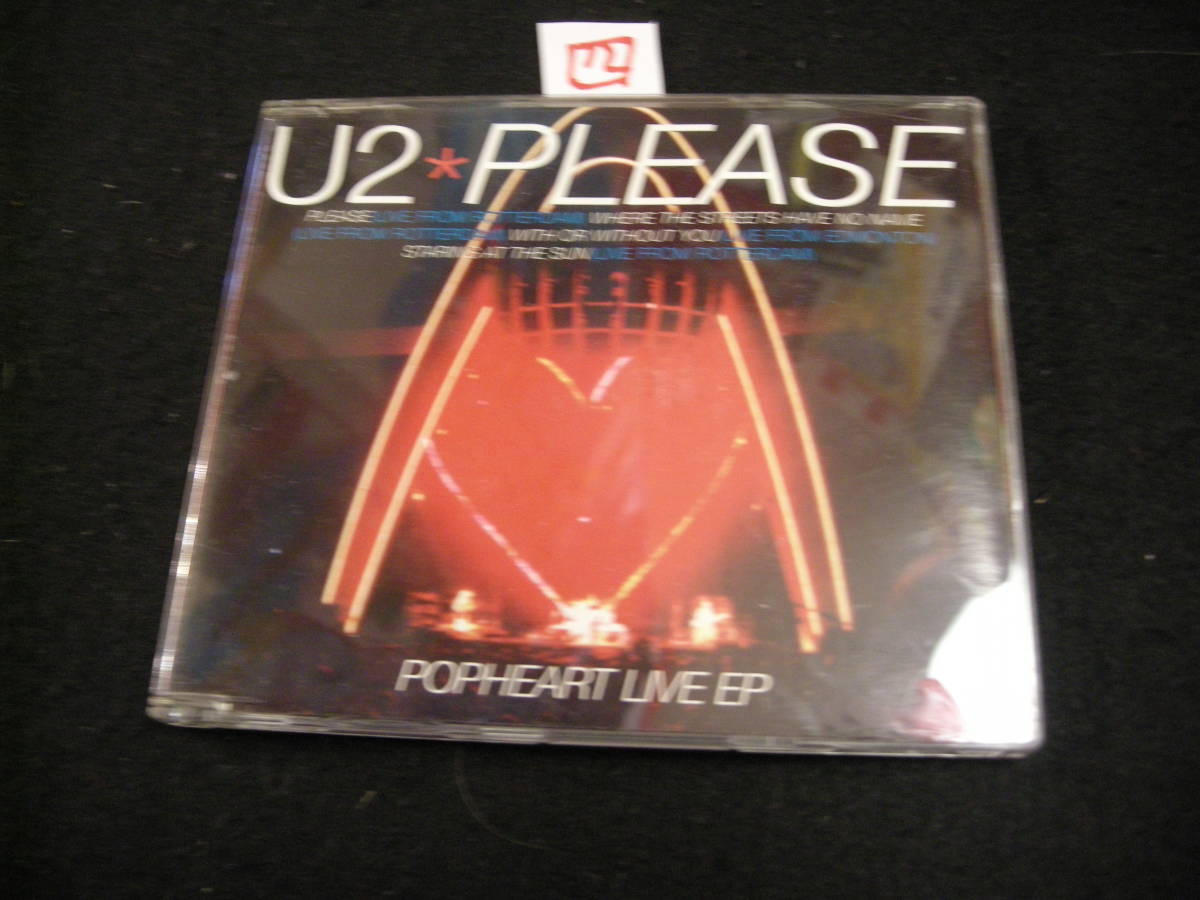 四
U2*PLEASE
PLEASE (LIVE FROM ROTTERDAM) WHERE THE STREETS HAVE NO NAME
(LIVE FROM ROTTERDAM) WITH OR WITHOUT YOU (LIVE FROM EDMONTON)
STARING AT THE SUN (LIVE FROM ROTTERDAM)
POPHEART LIVE EP